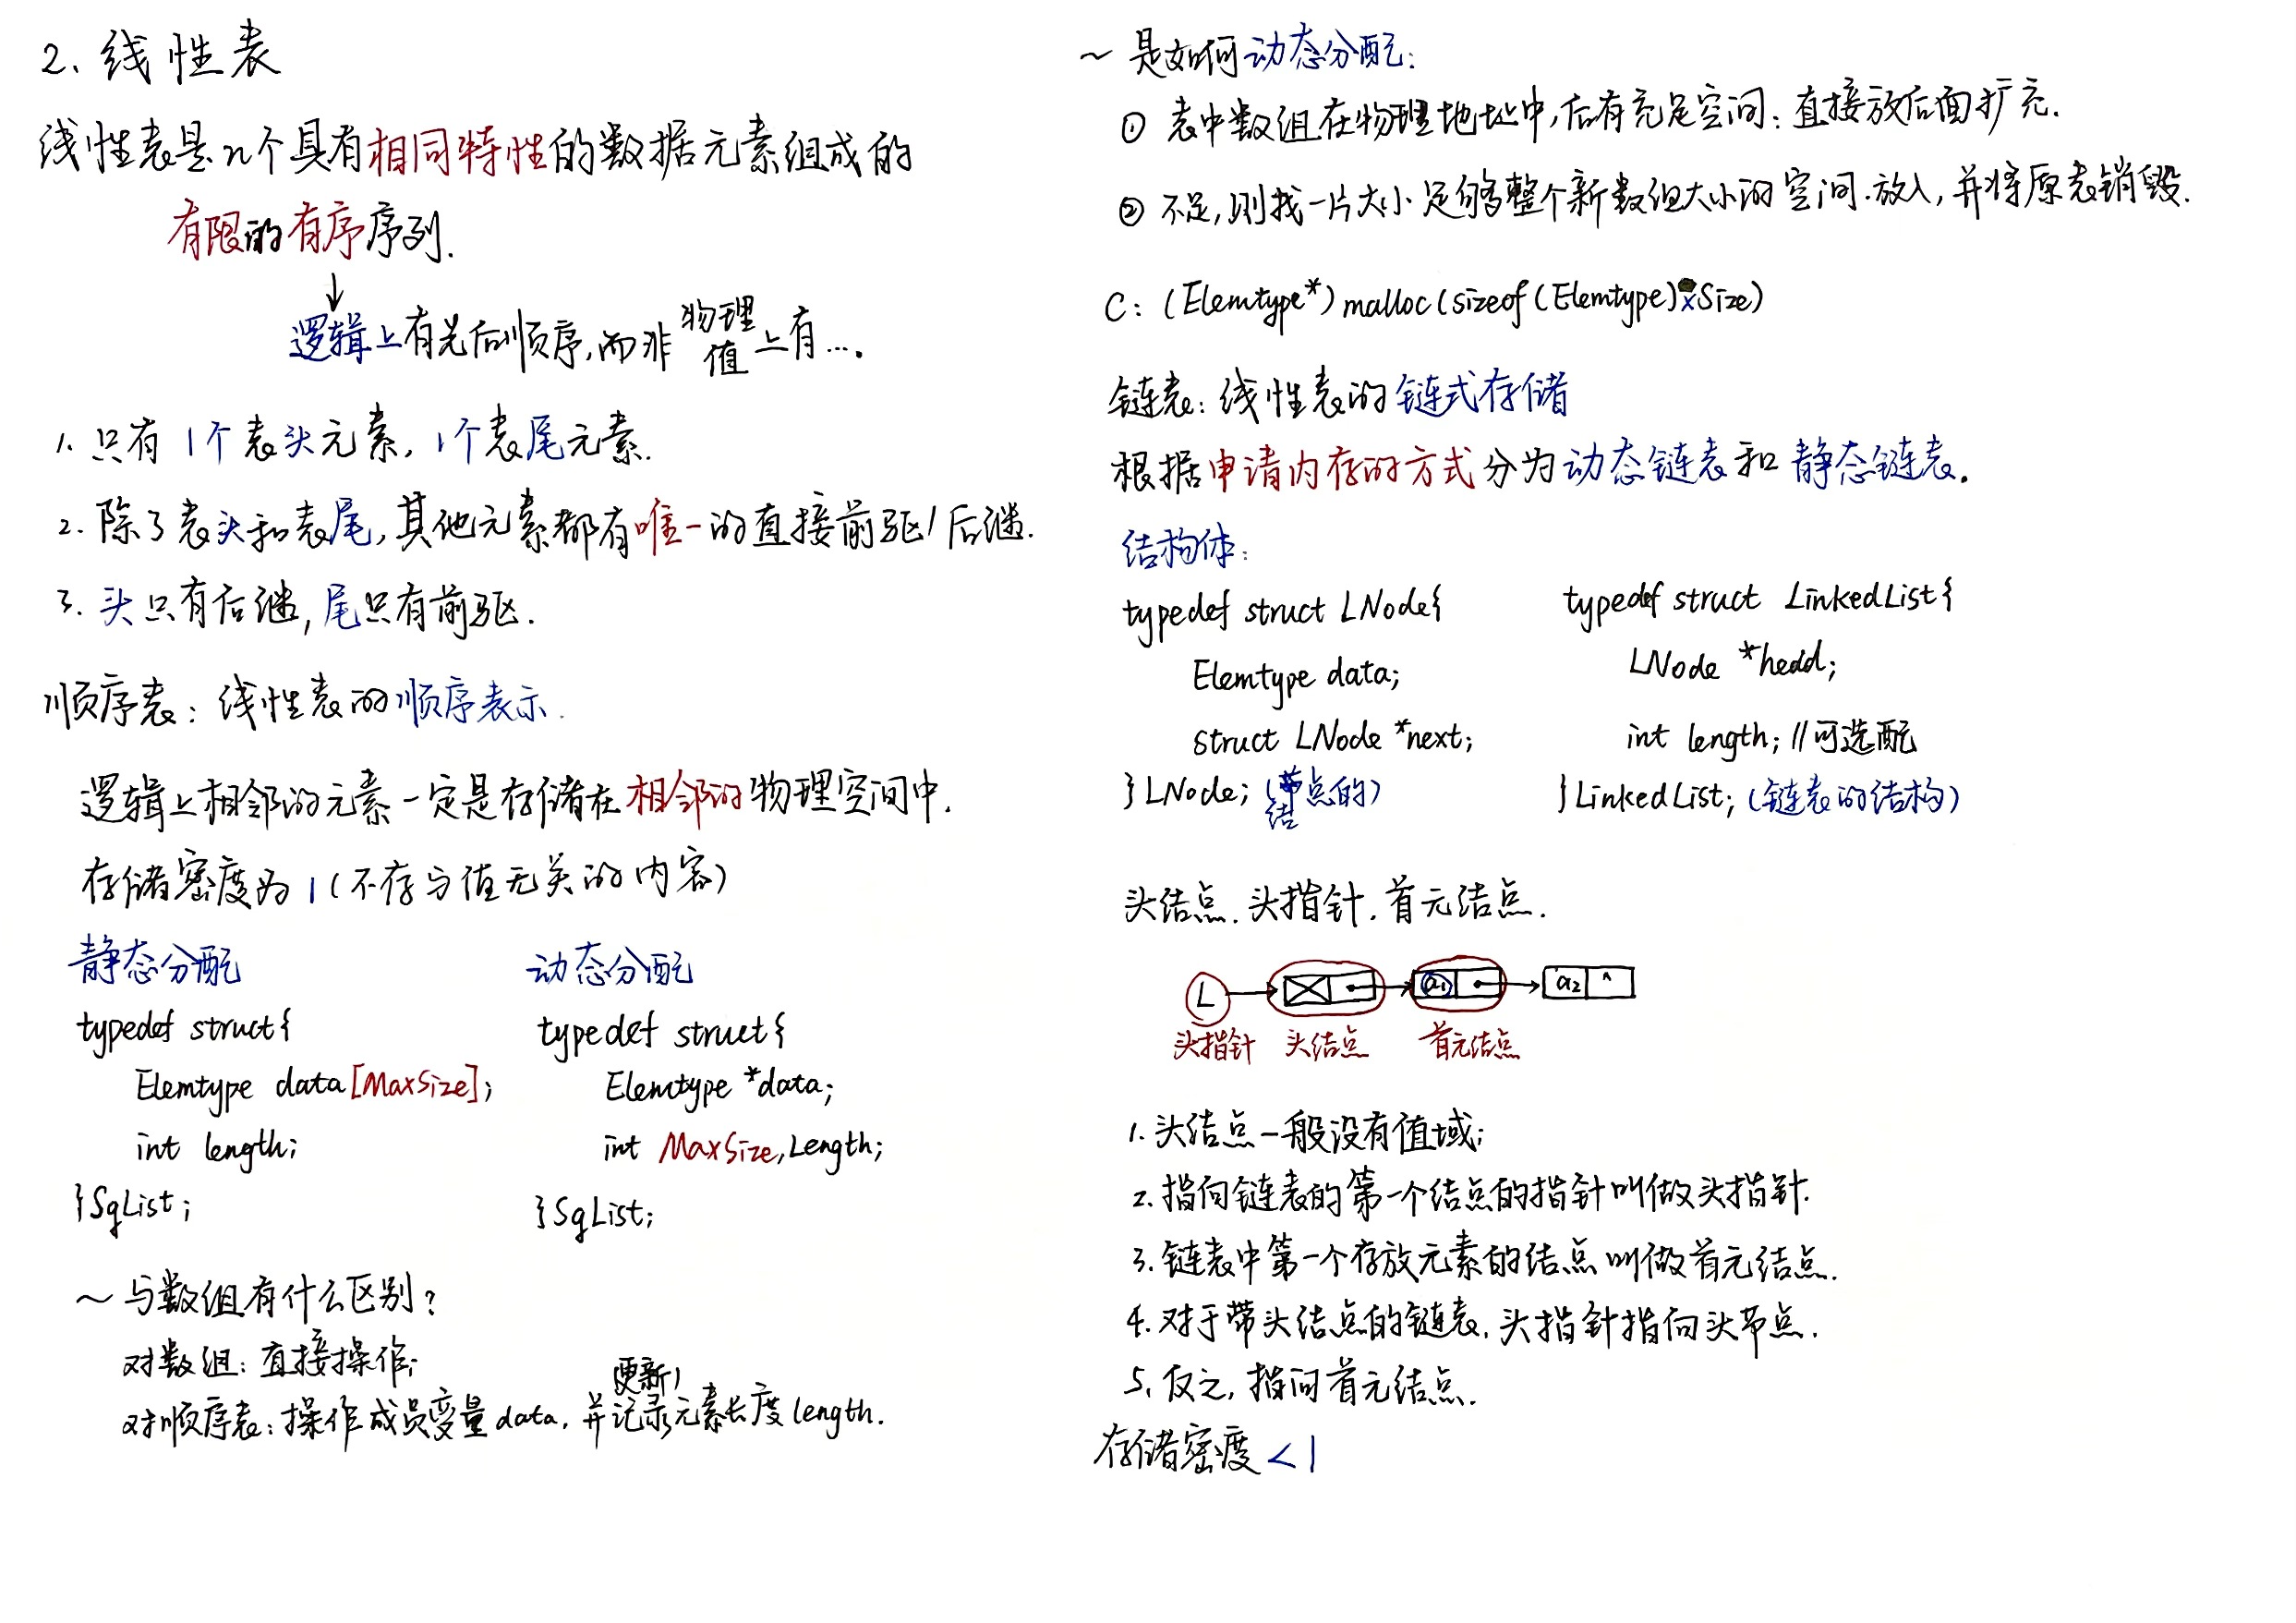 2、线性表
线性表是n个具有相同特性的数据元素组成的
有限的有序序列.
↓
逻辑上有先后顺序,而非物理值上有….
1. 只有1个表头元素, 1个表尾元素.
2. 除了表头和表尾,其他元素都有唯一的直接前驱/后继.
3. 头只有后继,尾只有前驱.
顺序表: 线性表的顺序表示.
逻辑上相邻的元素一定是存储在相邻的物理空间中.
存储密度为1(不存与值无关的内容)
静态分配
typedef struct{
Elemtype data[MaxSize];
int length;
}SqList;
动态分配
typedef struct{
Elemtype *data;
int MaxSize,Length;
}SqList;
~ 与数组有什么区别?
对数组: 直接操作;
对顺序表: 操作成员变量data, 并记录(更新)元素长度length.
~ 是如何动态分配:
① 表中数组在物理地址中,后有充足空间: 直接放后面扩充.
② 不足,则找一片大小足够整个新数组大小的空间.放入,并将原表销毁.
C: (Elemtype*)malloc(sizeof(Elemtype)×Size)
链表: 线性表的链式存储
根据申请内存的方式分为动态链表和静态链表.
结构体:
typedef struct LNode{
Elemtype data;
struct LNode *next;
}LNode; (结点的)
typedef struct LinkedList{
LNode *hedd;
int length; //可选配
}LinkedList; (链表的结构)
头结点. 头指针. 首元结点.
L a₁ a₂ ^
头指针 头结点 首元结点
1. 头结点一般没有值域;
2. 指向链表的第一个结点的指针叫做头指针.
3. 链表中第一个存放元素的结点叫做首元结点.
4. 对于带头结点的链表, 头指针指向头节点.
5、反之, 指向首元结点.
存储密度<1